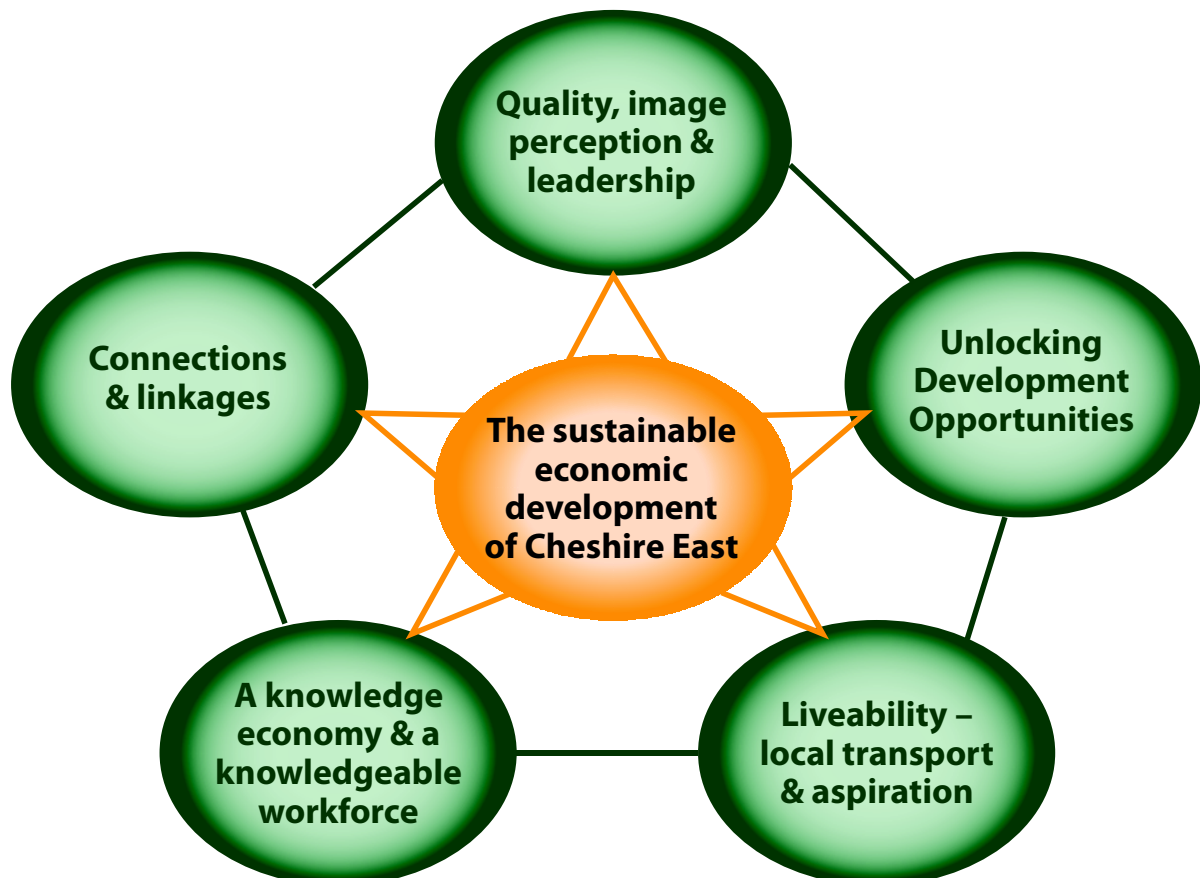 Quality, image
perception &
leadership
Connections
& linkages
Unlocking
Development
Opportunities
The sustainable
economic
development
of Cheshire East
A knowledge
economy & a
knowledgeable
workforce
Liveability –
local transport
& aspiration